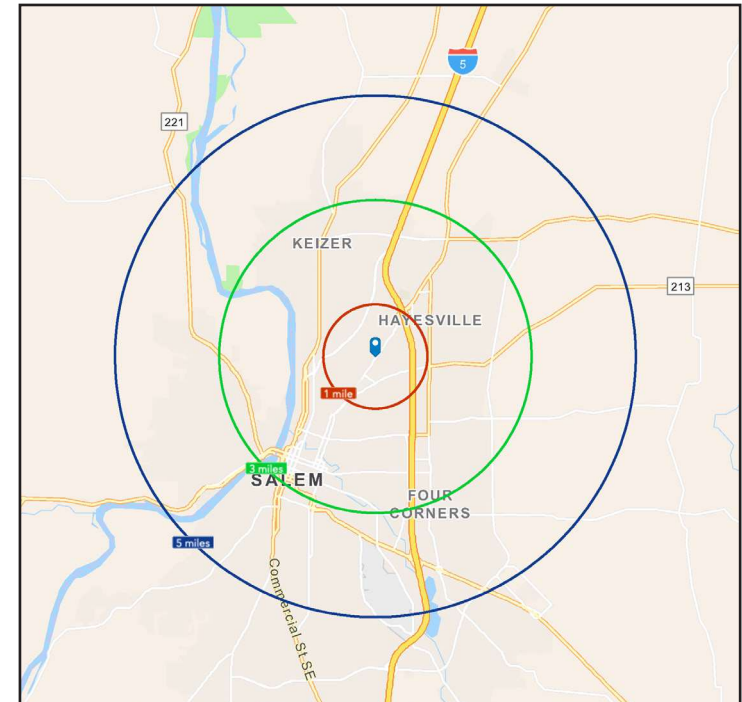 5
221
KEIZER
213
HAYESVILLE
1 mile
3 miles
SALEM
FOUR
CORNERS
5 miles
Commercial St SE